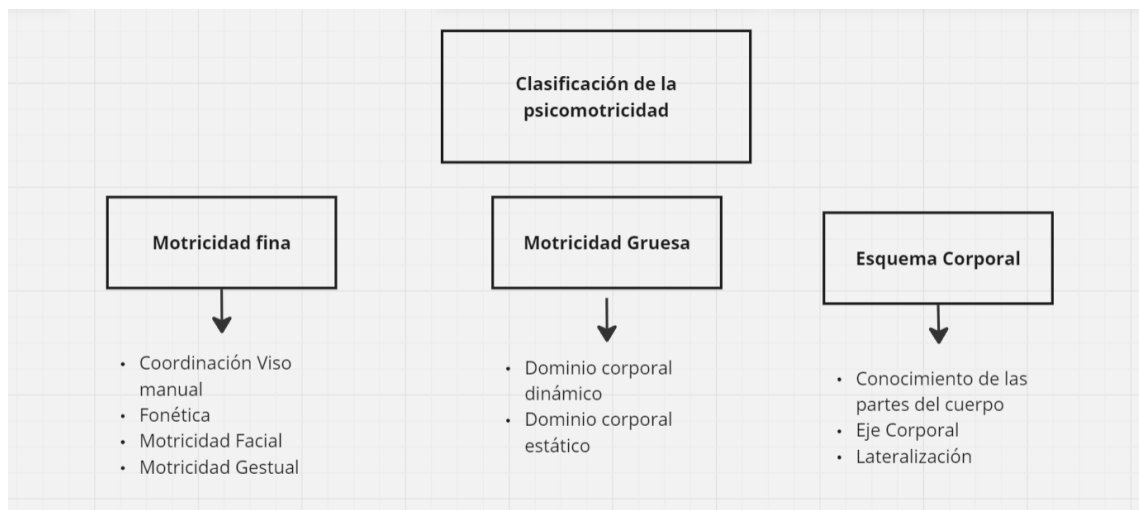 Clasificación de la
psicomotricidad
Motricidad fina
Motricidad Gruesa
Esquema Corporal
• Coordinación Viso
manual
• Fonética
• Motricidad Facial
• Motricidad Gestual
• Dominio corporal
dinámico
• Dominio corporal
estático
• Conocimiento de las
partes del cuerpo
• Eje Corporal
• Lateralización